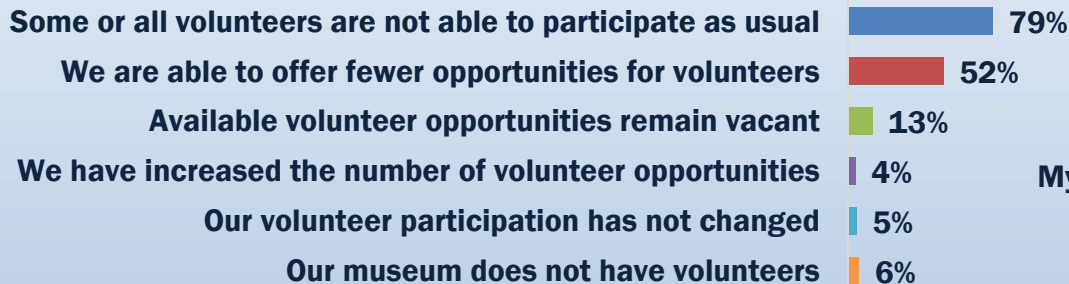 Some or all volunteers are not able to participate as usual 79%
We are able to offer fewer opportunities for volunteers 52%
Available volunteer opportunities remain vacant 13%
We have increased the number of volunteer opportunities 4%
My
Our volunteer participation has not changed 5%
Our museum does not have volunteers 6%